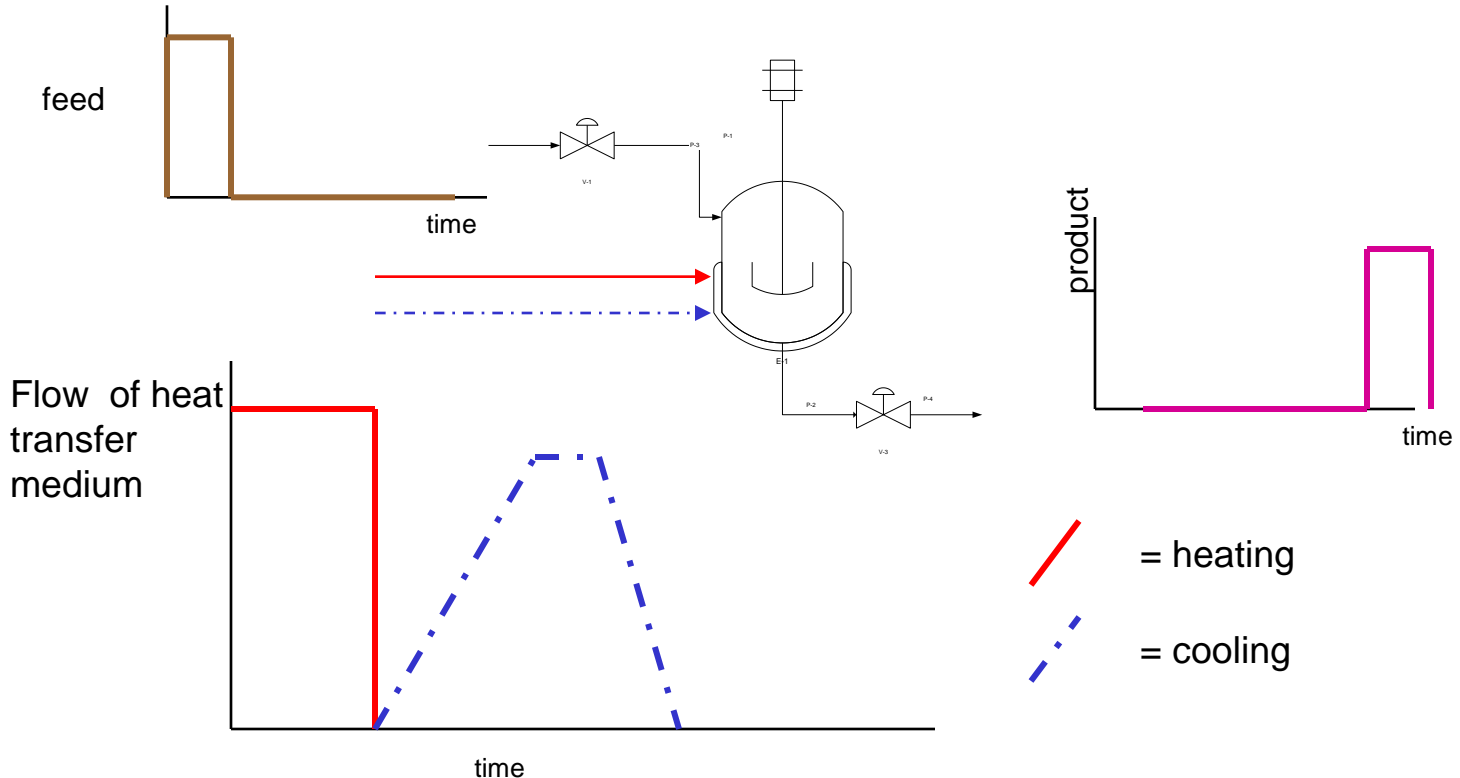 feed
time
P-1
P-3
V-1
product
time
E-1
P-2
P-4
V-3
Flow of heat
transfer
medium
time
= heating
= cooling